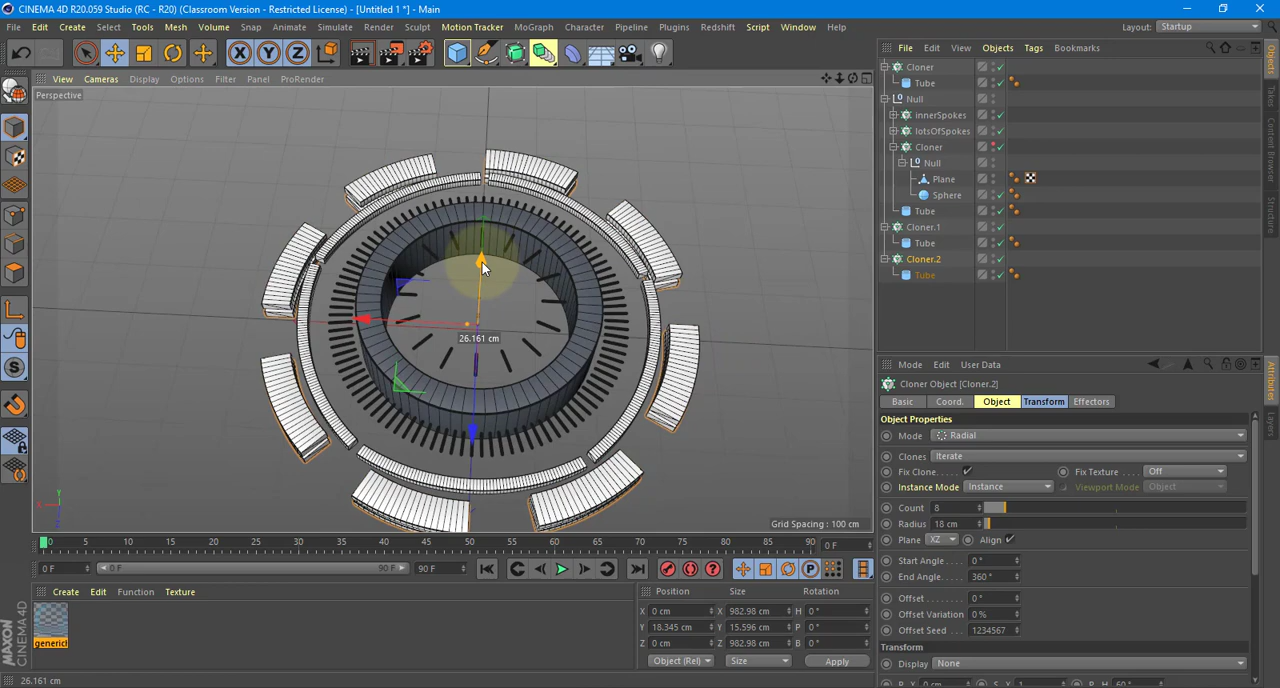 CINEMA 4D R20.059 Studio (RC - R20) (Classroom Version - Restricted License) - [Untitled 1 *] - Main
File Edit Create Select Tools Mesh Volume Snap Animate Simulate Render Sculpt Motion Tracker MoGraph Character Pipeline Plugins Redshift Script Window Help Layout: Startup
X Y Z
File Edit View Objects Tags Bookmarks
View Cameras Display Options Filter Panel ProRender
Perspective
Cloner
Tube
Null
innerSpokes
lotsOfSpokes
Cloner
Null
Plane
Sphere
Tube
Cloner.1
Tube
Cloner.2
Tube
Objects
Takes
Content Browser
Structure
26.161 cm
Mode Edit User Data
Cloner Object [Cloner.2]
Basic Coord. Object Transform Effectors
Object Properties
Mode Radial
Clones Iterate
Fix Clone Fix Texture Off
Instance Mode Instance Viewport Mode Object
Count 8
Radius 18 cm
Plane XZ Align
Start Angle 0 °
End Angle 360 °
Offset 0 °
Offset Variation 0 %
Offset Seed 1234567
Transform
Display None
Attributes
Layers
X
Y
Grid Spacing : 100 cm
0 5 10 15 20 25 30 35 40 45 50 55 60 65 70 75 80 85 90 0 F
0 F 0 F 90 F 90 F
Create Edit Function Texture
Position Size Rotation
X 0 cm X 982.98 cm H 0 °
Y 18.345 cm Y 15.596 cm P 0 °
Z 0 cm Z 982.98 cm B 0 °
Object (Rel) Size Apply
MAXON CINEMA 4D
26.161 cm